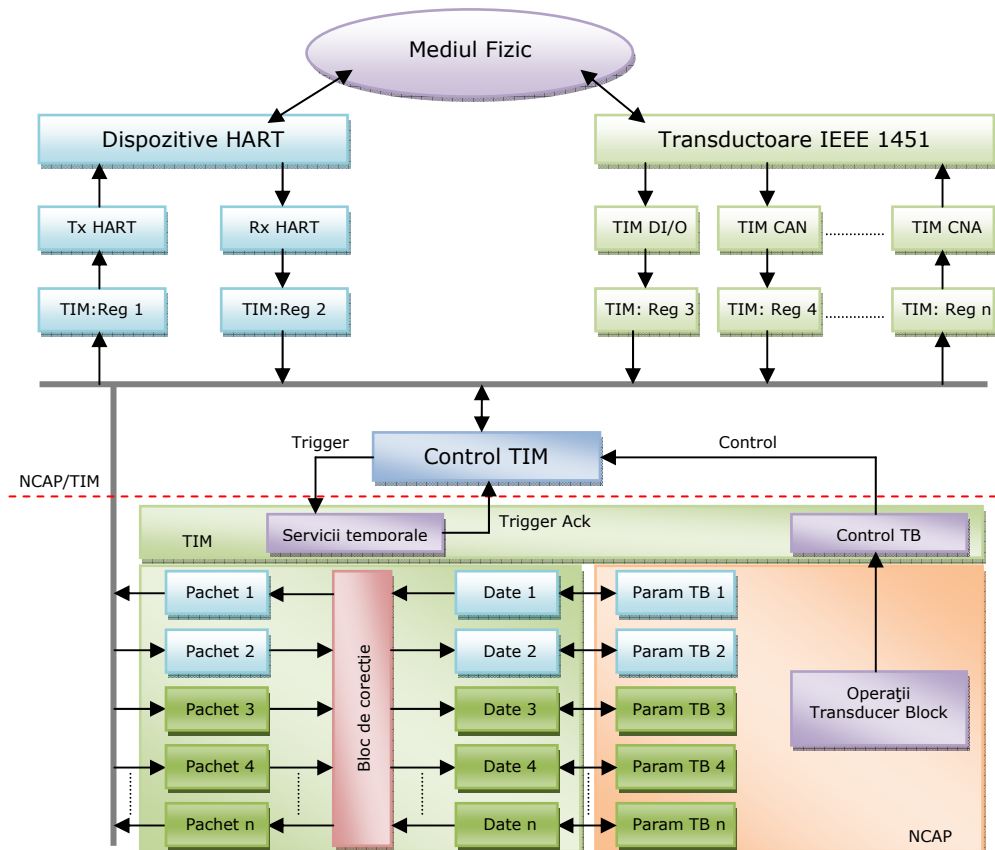 Mediul Fizic
Dispozitive HART
Transductoare IEEE 1451
Tx HART
Rx HART
TIM DI/O
TIM CAN
TIM CNA
TIM:Reg 1
TIM:Reg 2
TIM: Reg 3
TIM: Reg 4
TIM: Reg n
Trigger
Control TIM
Control
NCAP/TIM
Servicii temporale
Trigger Ack
Control TB
TIM
Pachet 1
Date 1
Param TB 1
Pachet 2
Date 2
Param TB 2
Bloc de corectie
Operaţii
Transducer Block
Pachet 3
Date 3
Param TB 3
Pachet 4
Date 4
Param TB 4
Pachet n
Date n
Param TB n
NCAP